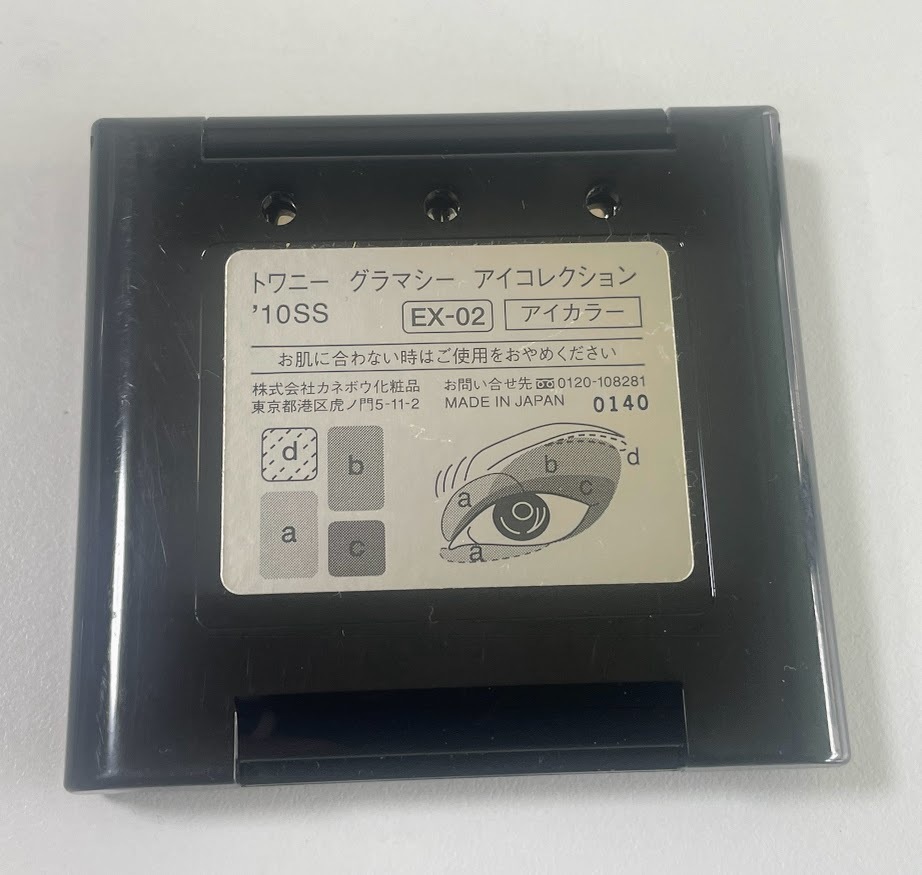 トワニー グラマシー アイコレクション
’10SS EX-02 アイカラー
お肌に合わない時はご使用をおやめください
株式会社カネボウ化粧品 お問い合せ先 0120-108281
東京都港区虎ノ門5-11-2 MADE IN JAPAN 0140
d b
a c
b d
a c
a